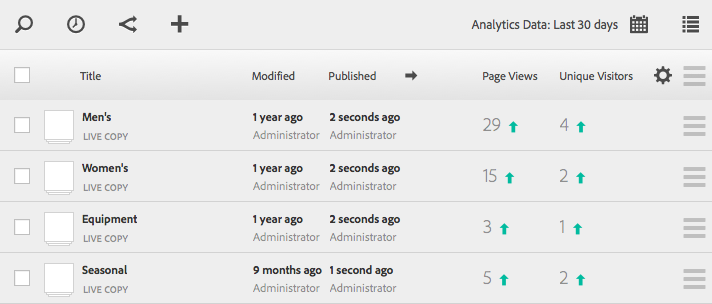 Analytics Data: Last 30 days
Title Modified Published Page Views Unique Visitors
Men's 1 year ago 2 seconds ago 29 4
LIVE COPY Administrator Administrator
Women's 1 year ago 2 seconds ago 15 2
LIVE COPY Administrator Administrator
Equipment 1 year ago 2 seconds ago 3 1
LIVE COPY Administrator Administrator
Seasonal 9 months ago 1 second ago 5 2
LIVE COPY Administrator Administrator